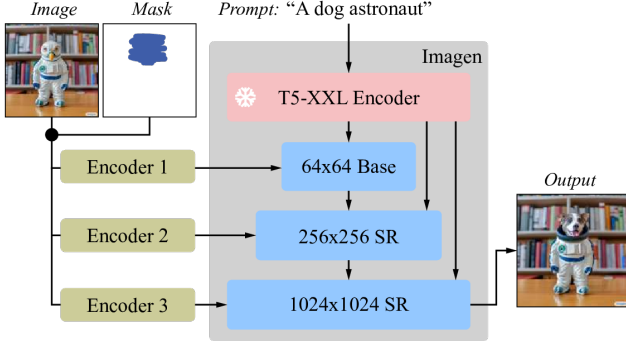 Image
Mask
Prompt: “A dog astronaut”
Imagen
T5-XXL Encoder
Encoder 1
64x64 Base
Encoder 2
256x256 SR
Output
Encoder 3
1024x1024 SR